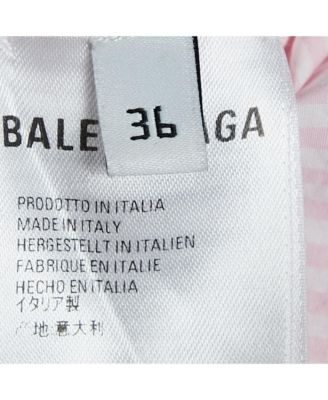 36
BALE AGA
PRODOTTO IN ITALIA
MADE IN ITALY
HERGESTELLT IN ITALIEN
FABRIQUE EN ITALIE
HECHO EN ITALIA
イタリア製
产地:意大利